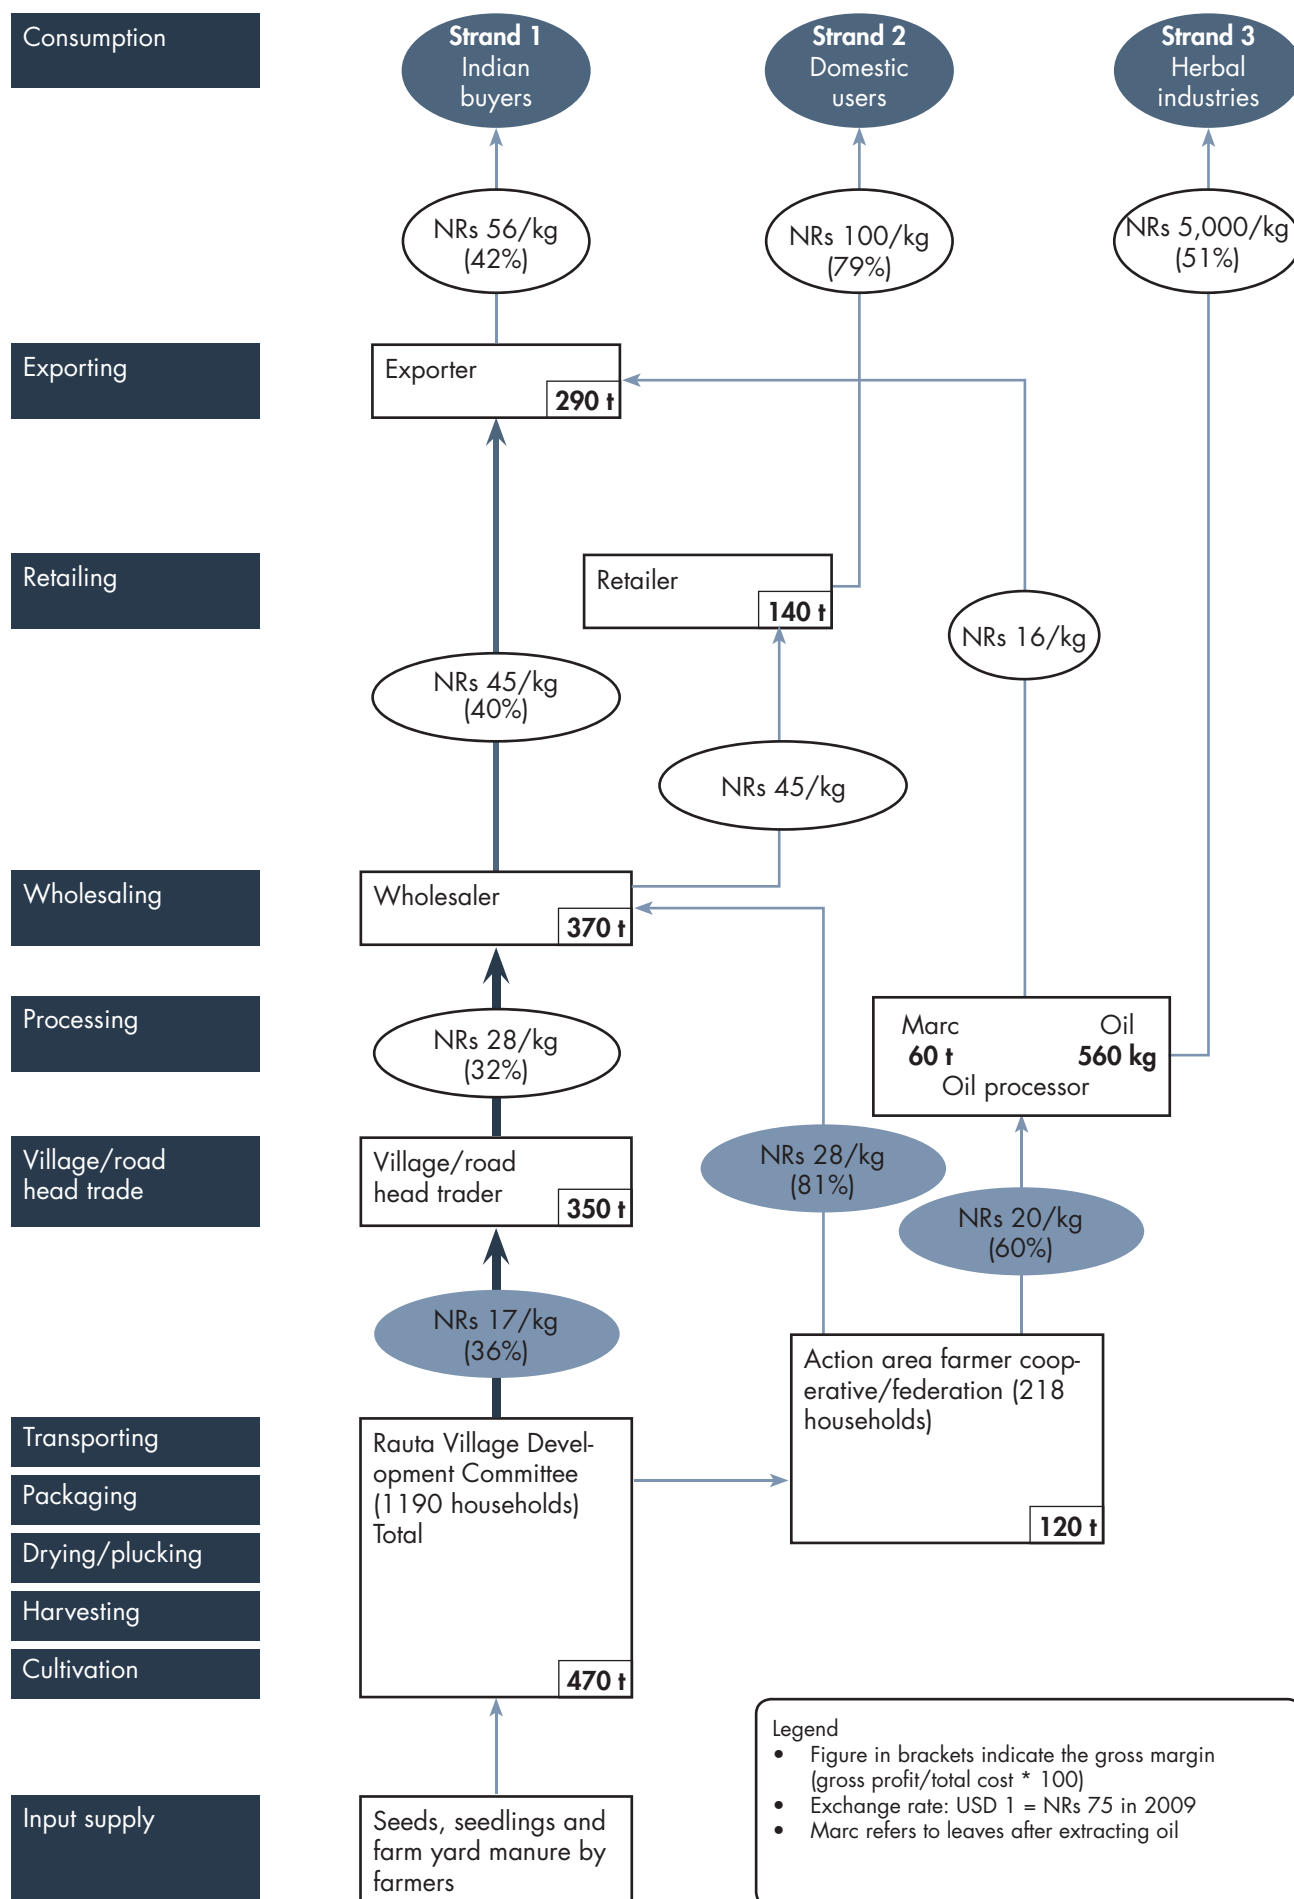 Consumption
Strand 1
Indian
buyers
Strand 2
Domestic
users
Strand 3
Herbal
industries
NRs 56/kg
(42%)
NRs 100/kg
(79%)
NRs 5,000/kg
(51%)
Exporting
Exporter
290 t
Retailing
Retailer
140 t
NRs 16/kg
NRs 45/kg
(40%)
NRs 45/kg
Wholesaling
Wholesaler
370 t
Processing
NRs 28/kg
(32%)
Marc
60 t
Oil
560 kg
Oil processor
Village/road
head trade
Village/road
head trader
350 t
NRs 28/kg
(81%)
NRs 20/kg
(60%)
NRs 17/kg
(36%)
Action area farmer coop-
erative/federation (218
households)
120 t
Transporting
Packaging
Drying/plucking
Harvesting
Cultivation
Rauta Village Devel-
opment Committee
(1190 households)
Total
470 t
Input supply
Seeds, seedlings and
farm yard manure by
farmers
Legend
• Figure in brackets indicate the gross margin
(gross profit/total cost * 100)
• Exchange rate: USD 1 = NRs 75 in 2009
• Marc refers to leaves after extracting oil